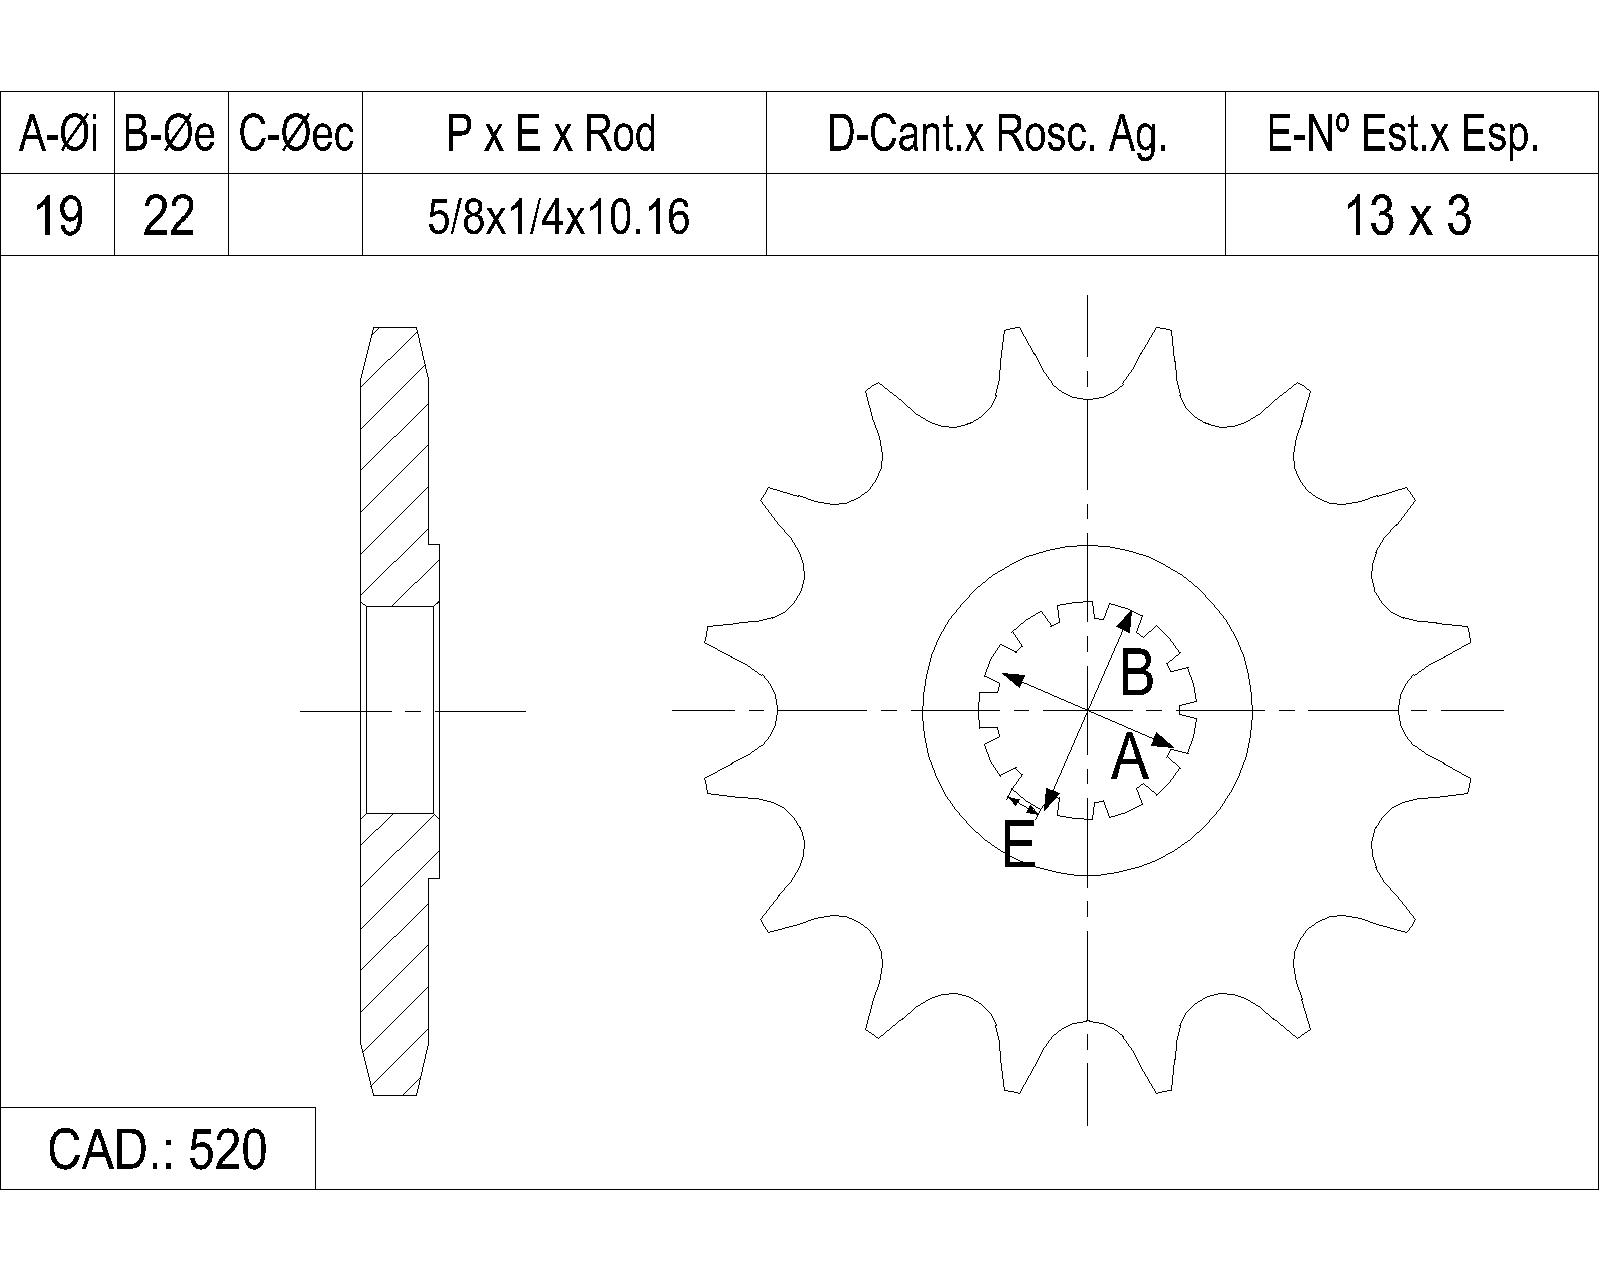 A-Øi B-Øe C-Øec P x E x Rod D-Cant.x Rosc. Ag. E-Nº Est.x Esp.
19 22 5/8x1/4x10.16 13 x 3
B
A
E
CAD.: 520